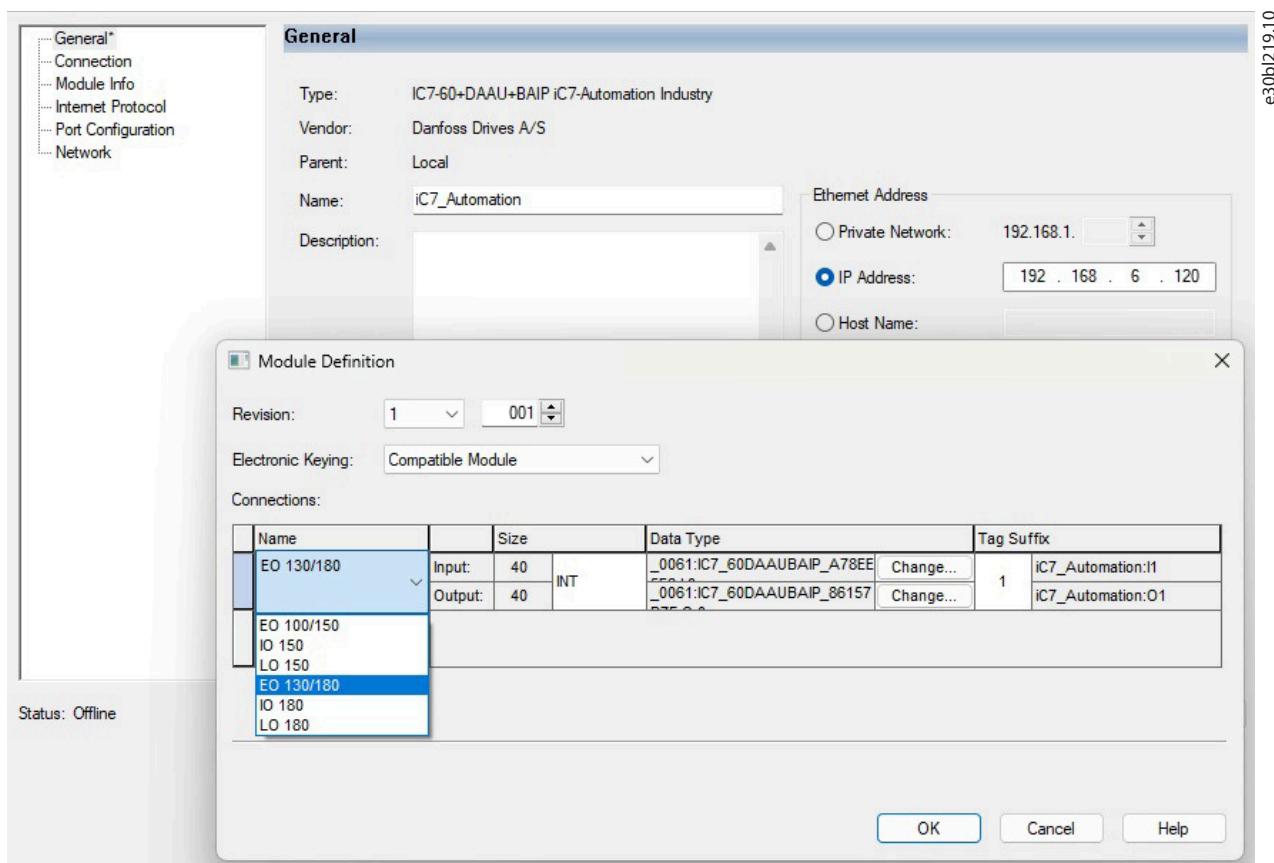 e30bl219.10
General*
Connection
Module Info
Internet Protocol
Port Configuration
Network
General
Type: IC7-60+DAAU+BAIP iC7-Automation Industry
Vendor: Danfoss Drives A/S
Parent: Local
Name: iC7_Automation
Description:
Ethernet Address
Private Network: 192.168.1.
IP Address: 192 . 168 . 6 . 120
Host Name:
Module Definition
Revision: 1 001
Electronic Keying: Compatible Module
Connections:
Name Size Data Type Tag Suffix
EO 130/180 Input: 40 INT _0061:IC7_60DAAUBAIP_A78EE Change... 1 iC7_Automation:I1
Output: 40 _0061:IC7_60DAAUBAIP_86157 Change... iC7_Automation:O1
EO 100/150
IO 150
LO 150
EO 130/180
IO 180
LO 180
Status: Offline
OK Cancel Help